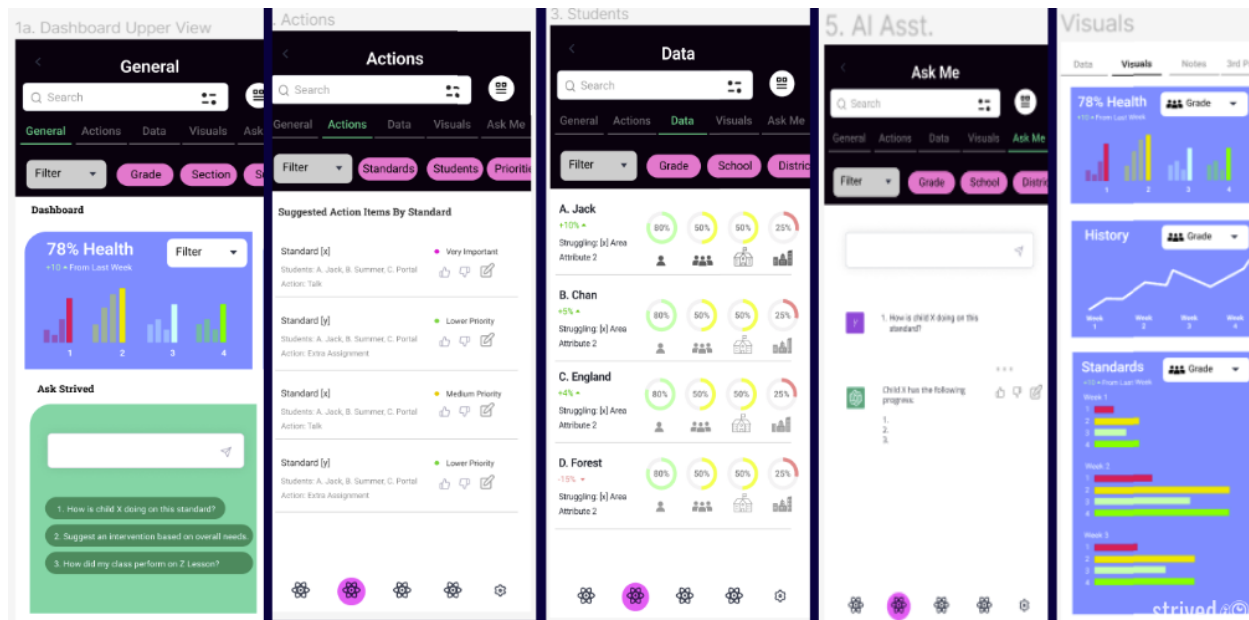 1a. Dashboard Upper View
General
Search
General Actions Data Visuals Ask
Filter Grade Section
Dashboard
78% Health
+10 From Last Week
Filter
1 2 3 4
Ask Strived
1. How is child X doing on this standard?
2. Suggest an intervention based on overall needs.
3. How did my class perform on Z Lesson?
. Actions
Actions
Search
General Actions Data Visuals Ask Me
Filter Standards Students Prioritie
Suggested Action Items By Standard
Standard [x] Very Important
Students: A. Jack, B. Summer, C. Portal
Action: Talk
Standard [y] Lower Priority
Students: A. Jack, B. Summer, C. Portal
Action: Extra Assignment
Standard [x] Medium Priority
Students: A. Jack, B. Summer, C. Portal
Action: Talk
Standard [y] Lower Priority
Students: A. Jack, B. Summer, C. Portal
Action: Extra Assignment
3. Students
Data
Search
General Actions Data Visuals Ask Me
Filter Grade School Distric
A. Jack
+10%
Struggling: [x] Area
Attribute 2
80% 50% 50% 25%
B. Chan
+5%
Struggling: [x] Area
Attribute 2
80% 50% 50% 25%
C. England
+4%
Struggling: [x] Area
Attribute 2
80% 50% 50% 25%
D. Forest
-15%
Struggling: [x] Area
Attribute 2
80% 50% 50% 25%
5. AI Asst.
Ask Me
Search
General Actions Data Visuals Ask Me
Filter Grade School Distric
1. How is child X doing on this
standard?
Child X has the following
progress:
1.
2.
3.
Visuals
Data Visuals Notes 3rd P
78% Health
Grade
+10 From Last Week
1 2 3 4
History
Grade
Week Week Week Week
1 2 3 4
Standards
Grade
+10 From Last Week
Week 1
1
2
3
4
Week 2
1
2
3
4
Week 3
1
2
3
4
strived